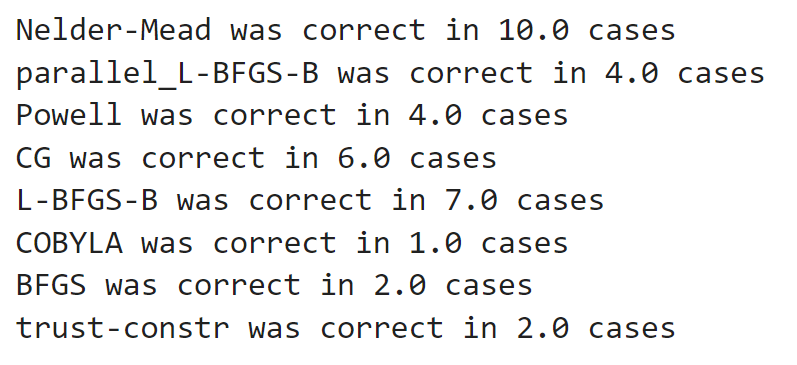 Nelder-Mead was correct in 10.0 cases
parallel_L-BFGS-B was correct in 4.0 cases
Powell was correct in 4.0 cases
CG was correct in 6.0 cases
L-BFGS-B was correct in 7.0 cases
COBYLA was correct in 1.0 cases
BFGS was correct in 2.0 cases
trust-constr was correct in 2.0 cases